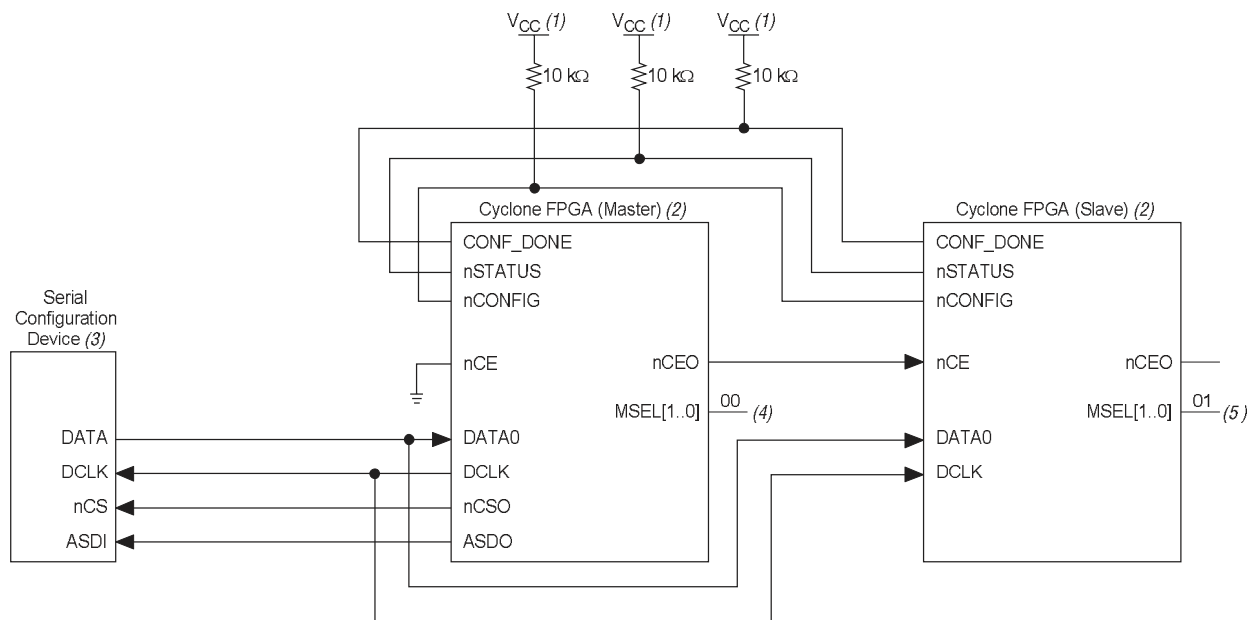 VCC (1) VCC (1) VCC (1)
10 kΩ 10 kΩ 10 kΩ
Cyclone FPGA (Master) (2)
CONF_DONE
nSTATUS
nCONFIG
nCE
nCEO
MSEL[1..0] 00 (4)
DATA0
DCLK
nCSO
ASDO
Cyclone FPGA (Slave) (2)
CONF_DONE
nSTATUS
nCONFIG
nCE
nCEO
MSEL[1..0] 01 (5)
DATA0
DCLK
Serial
Configuration
Device (3)
DATA
DCLK
nCS
ASDI